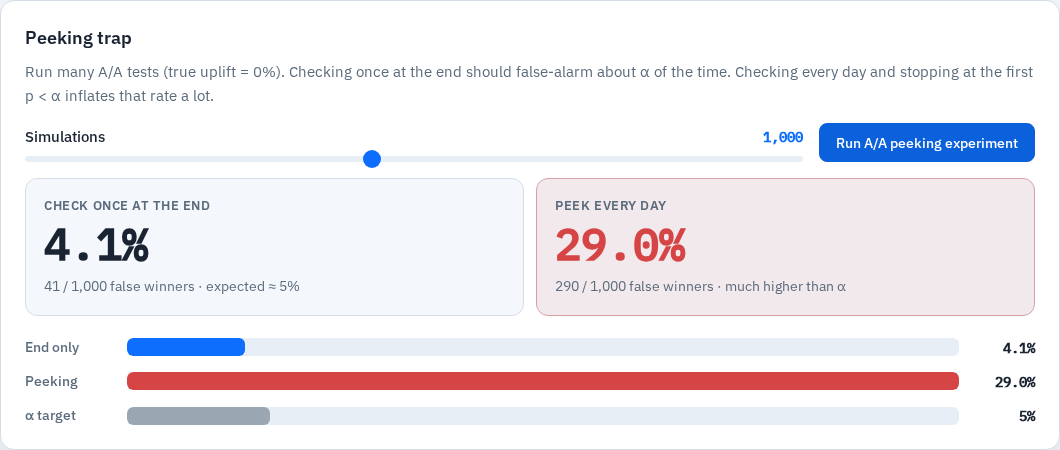 Peeking trap
Run many A/A tests (true uplift = 0%). Checking once at the end should false-alarm about α of the time. Checking every day and stopping at the first
p < α inflates that rate a lot.
Simulations 1,000 Run A/A peeking experiment
CHECK ONCE AT THE END
4.1%
41 / 1,000 false winners · expected ≈ 5%
PEEK EVERY DAY
29.0%
290 / 1,000 false winners · much higher than α
End only 4.1%
Peeking 29.0%
α target 5%